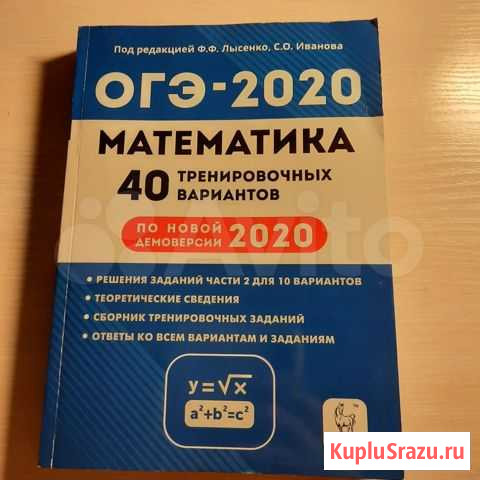 Под редакцией Ф.Ф. Лысенко, С.О. Иванова
ОГЭ-2020
МАТЕМАТИКА
40 ТРЕНИРОВОЧНЫХ
ВАРИАНТОВ
ПО НОВОЙ
ДЕМОВЕРСИИ 2020
• РЕШЕНИЯ ЗАДАНИЙ ЧАСТИ 2 ДЛЯ 10 ВАРИАНТОВ
• ТЕОРЕТИЧЕСКИЕ СВЕДЕНИЯ
• СБОРНИК ТРЕНИРОВОЧНЫХ ЗАДАНИЙ
• ОТВЕТЫ КО ВСЕМ ВАРИАНТАМ И ЗАДАНИЯМ
y=√x
a²+b²=c²
Avito
KupluSrazu.ru